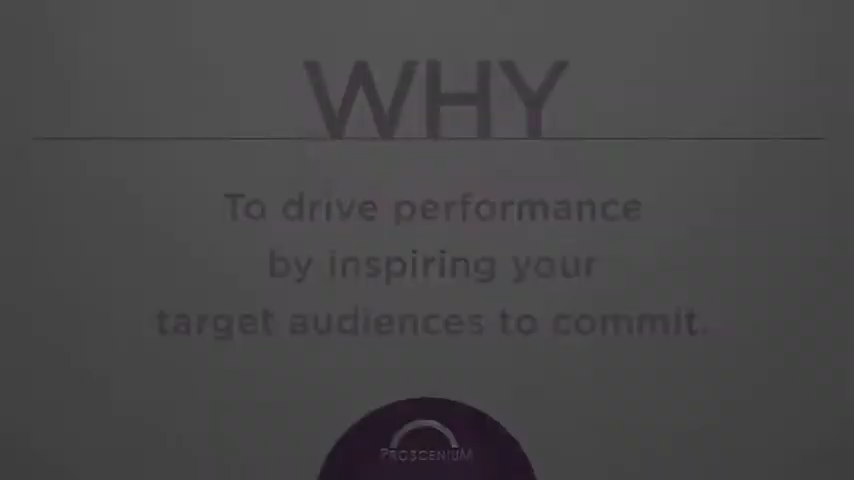 WHY
To drive performance
by inspiring your
target audiences to commit.
PROSCENIUM